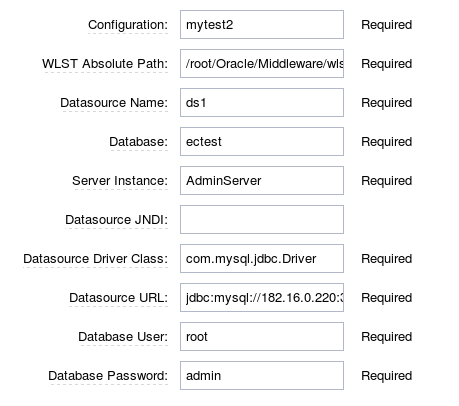 Configuration: mytest2 Required
WLST Absolute Path: /root/Oracle/Middleware/wls Required
Datasource Name: ds1 Required
Database: ectest Required
Server Instance: AdminServer Required
Datasource JNDI:
Datasource Driver Class: com.mysql.jdbc.Driver Required
Datasource URL: jdbc:mysql://182.16.0.220:3 Required
Database User: root Required
Database Password: admin Required